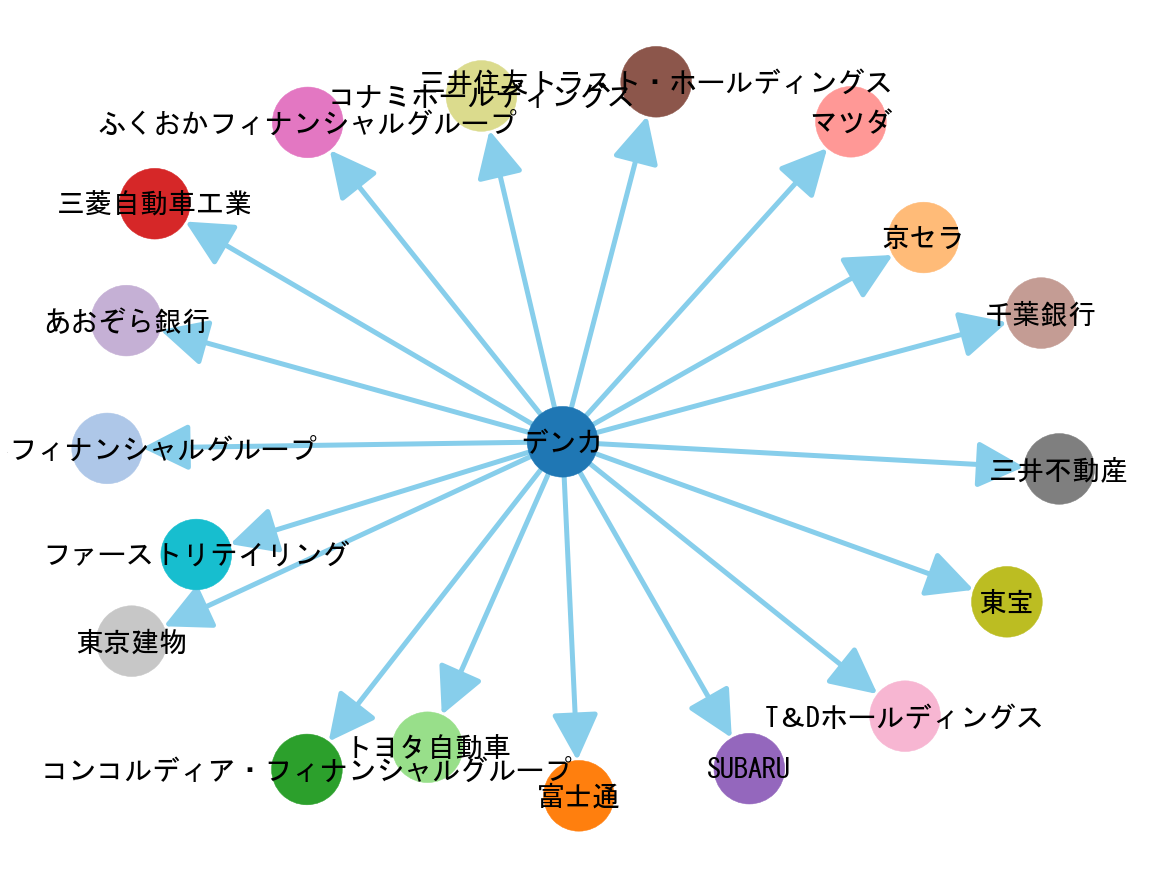 三井住友トラスト・ホールディングス
コナミホールディングス
ふくおかフィナンシャルグループ
マツダ
三菱自動車工業
京セラ
あおぞら銀行
千葉銀行
デンカ
フィナンシャルグループ
三井不動産
ファーストリテイリング
東宝
東京建物
T&Dホールディングス
トヨタ自動車
コンコルディア・フィナンシャルグループ
SUBARU
富士通